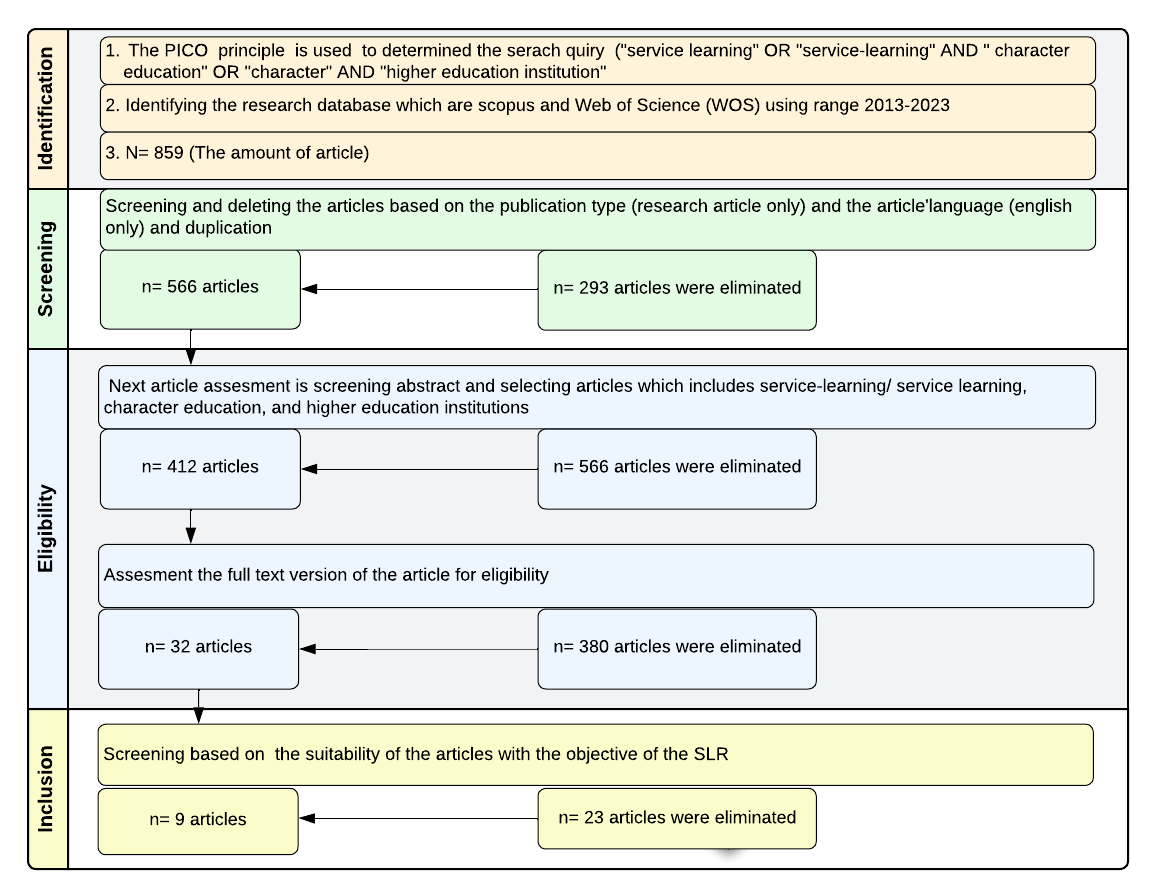 Identification
1. The PICO principle is used to determined the serach quiry ("service learning" OR "service-learning" AND " character
education" OR "character" AND "higher education institution"
2. Identifying the research database which are scopus and Web of Science (WOS) using range 2013-2023
3. N= 859 (The amount of article)
Screening
Screening and deleting the articles based on the publication type (research article only) and the article'language (english
only) and duplication
n= 566 articles
n= 293 articles were eliminated
Eligibility
Next article assesment is screening abstract and selecting articles which includes service-learning/ service learning,
character education, and higher education institutions
n= 412 articles
n= 566 articles were eliminated
Assesment the full text version of the article for eligibility
n= 32 articles
n= 380 articles were eliminated
Inclusion
Screening based on the suitability of the articles with the objective of the SLR
n= 9 articles
n= 23 articles were eliminated